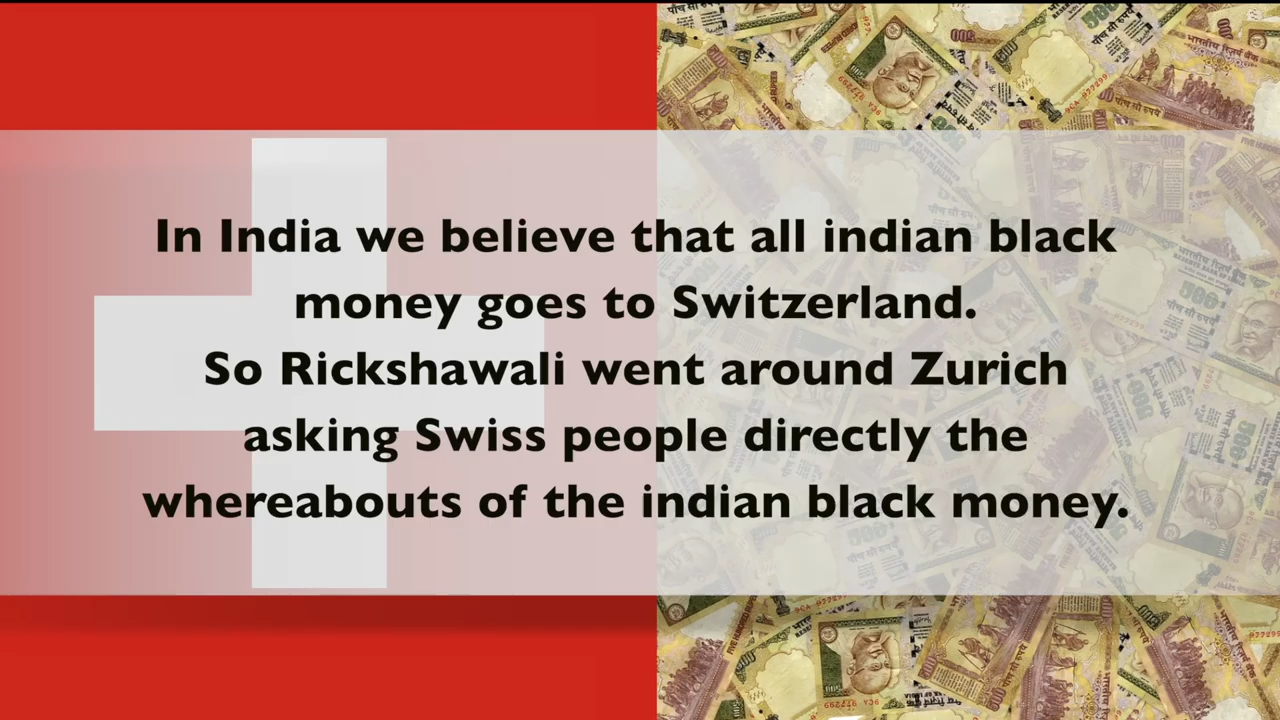 In India we believe that all indian black
money goes to Switzerland.
So Rickshawali went around Zurich
asking Swiss people directly the
whereabouts of the indian black money.